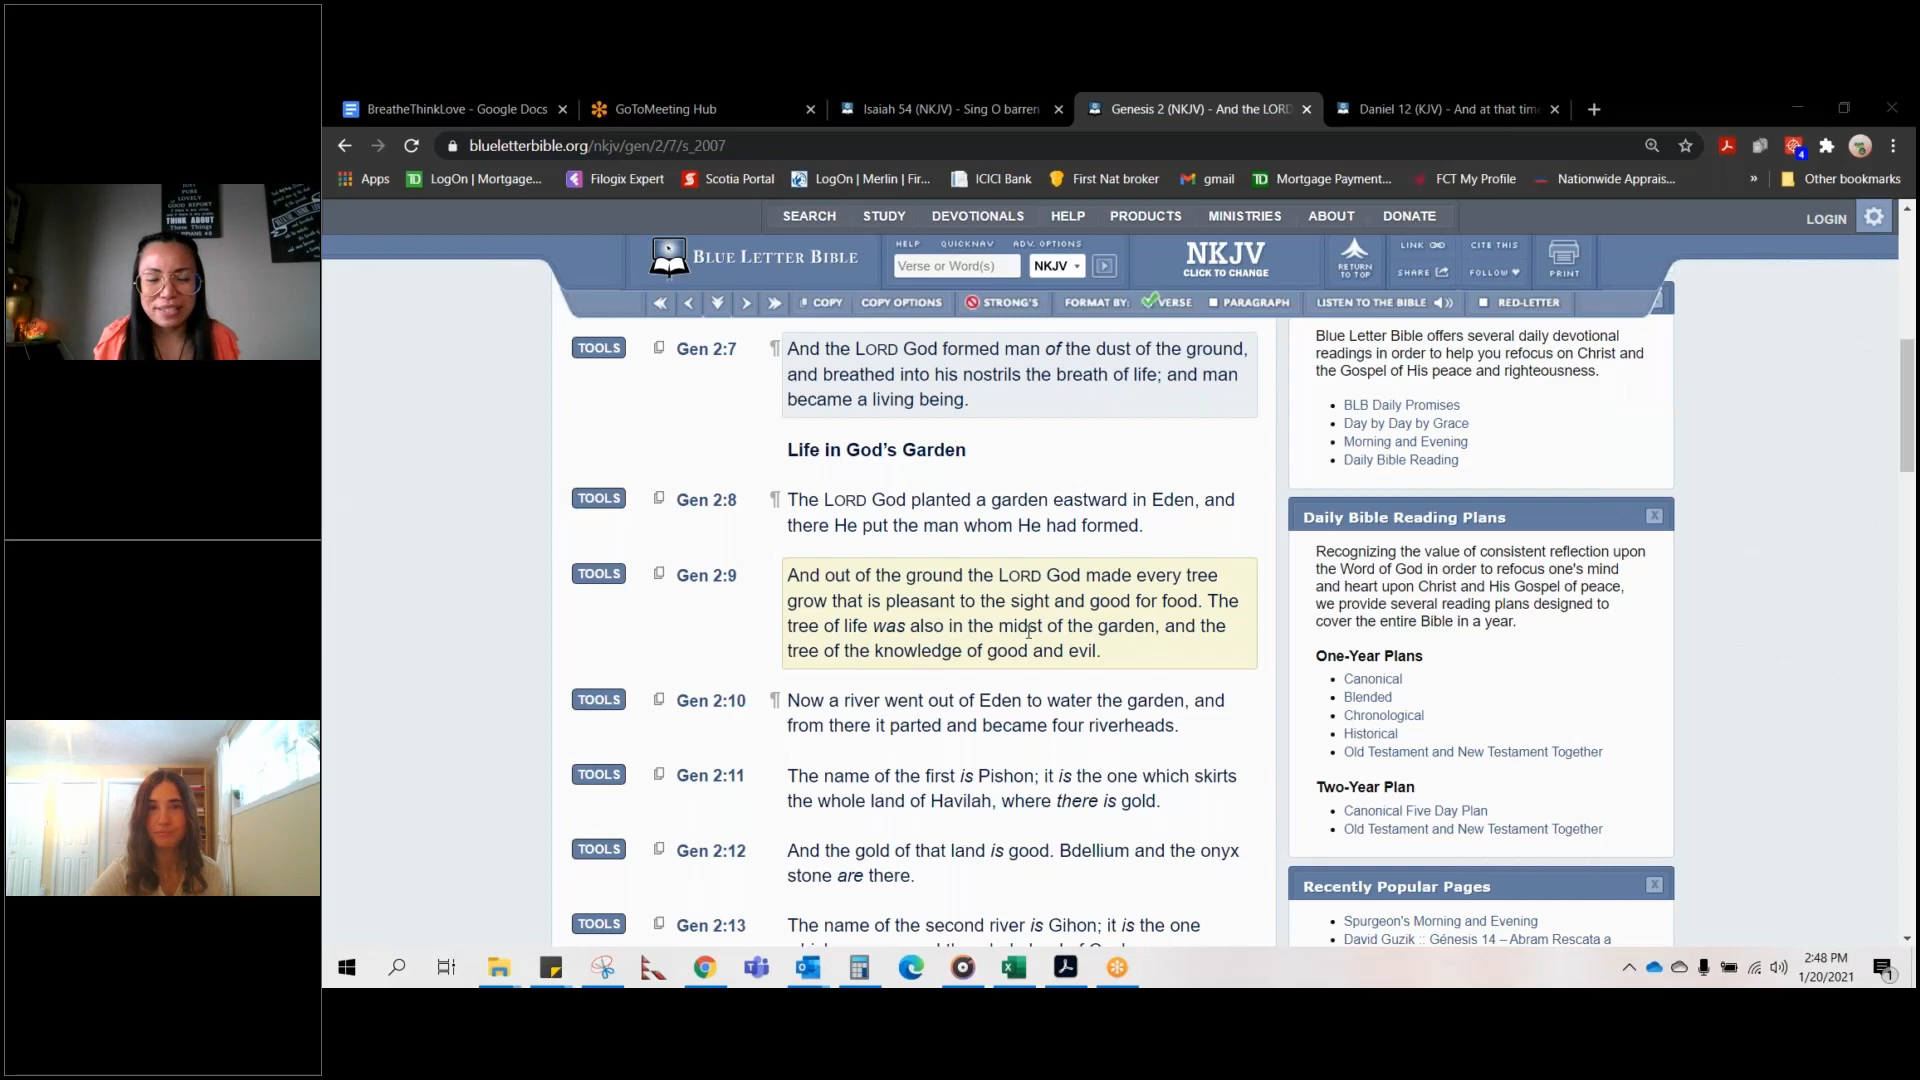 BreatheThinkLove - Google Docs
GoToMeeting Hub
Isaiah 54 (NKJV) - Sing O barren
Genesis 2 (NKJV) - And the LORD
Daniel 12 (KJV) - And at that tim
blueletterbible.org/nkjv/gen/2/7/s_2007
4
Apps
LogOn | Mortgage...
Filogix Expert
Scotia Portal
LogOn | Merlin | Fir...
ICICI Bank
First Nat broker
gmail
Mortgage Payment...
FCT My Profile
Nationwide Apprais...
»
Other bookmarks
SEARCH STUDY DEVOTIONALS HELP PRODUCTS MINISTRIES ABOUT DONATE
LOGIN
BLUE LETTER BIBLE
HELP QUICKNAV ADV. OPTIONS
Verse or Word(s)
NKJV
NKJV
CLICK TO CHANGE
RETURN
TO TOP
LINK
CITE THIS
SHARE
FOLLOW
PRINT
COPY
COPY OPTIONS
STRONG'S
FORMAT BY:
VERSE
PARAGRAPH
LISTEN TO THE BIBLE
RED-LETTER
TOOLS
Gen 2:7
¶ And the LORD God formed man of the dust of the ground,
and breathed into his nostrils the breath of life; and man
became a living being.
Life in God's Garden
TOOLS
Gen 2:8
¶ The LORD God planted a garden eastward in Eden, and
there He put the man whom He had formed.
TOOLS
Gen 2:9
And out of the ground the LORD God made every tree
grow that is pleasant to the sight and good for food. The
tree of life was also in the midst of the garden, and the
tree of the knowledge of good and evil.
TOOLS
Gen 2:10
¶ Now a river went out of Eden to water the garden, and
from there it parted and became four riverheads.
TOOLS
Gen 2:11
The name of the first is Pishon; it is the one which skirts
the whole land of Havilah, where there is gold.
TOOLS
Gen 2:12
And the gold of that land is good. Bdellium and the onyx
stone are there.
TOOLS
Gen 2:13
The name of the second river is Gihon; it is the one
Blue Letter Bible offers several daily devotional
readings in order to help you refocus on Christ and
the Gospel of His peace and righteousness.
BLB Daily Promises
Day by Day by Grace
Morning and Evening
Daily Bible Reading
Daily Bible Reading Plans
Recognizing the value of consistent reflection upon
the Word of God in order to refocus one's mind
and heart upon Christ and His Gospel of peace,
we provide several reading plans designed to
cover the entire Bible in a year.
One-Year Plans
Canonical
Blended
Chronological
Historical
Old Testament and New Testament Together
Two-Year Plan
Canonical Five Day Plan
Old Testament and New Testament Together
Recently Popular Pages
Spurgeon's Morning and Evening
David Guzik :: Génesis 14 – Abram Rescata a
2:48 PM
1/20/2021
1
PURE
LOVELY
GOOD REPORT
THINK ABOUT
These Things